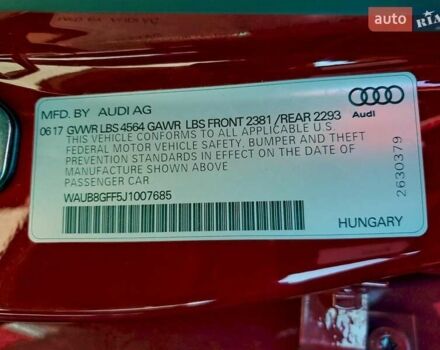 auto RIA
MFD. BY AUDI AG
Audi
06 17 GVWR LBS 4564 GAWR LBS FRONT 2381 /REAR 2293
THIS VEHICLE CONFORMS TO ALL APPLICABLE U.S.
FEDERAL MOTOR VEHICLE SAFETY, BUMPER AND THEFT
PREVENTION STANDARDS IN EFFECT ON THE DATE OF
MANUFACTURE SHOWN ABOVE
PASSENGER CAR
WAUB8GFF5J1007685
2630379
HUNGARY